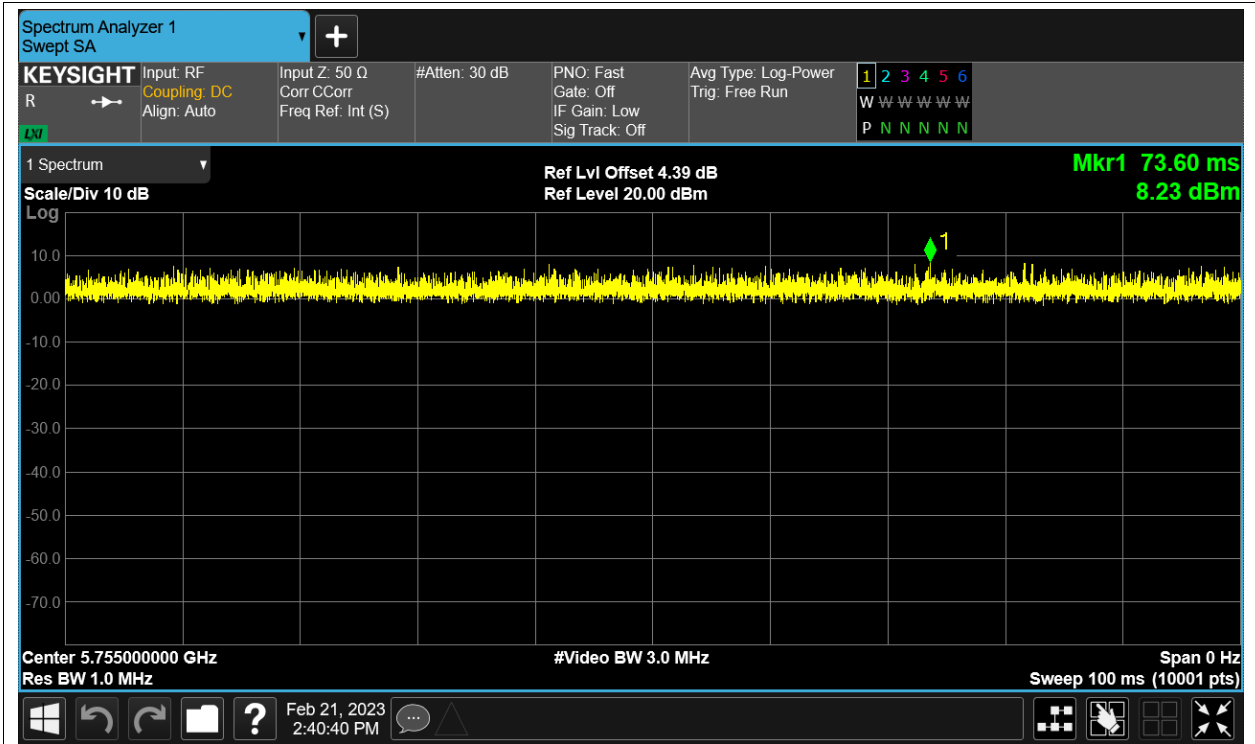 Spectrum Analyzer 1
Swept SA
KEYSIGHT
R
LXI
Input: RF
Coupling: DC
Align: Auto
Input Z: 50 Ω
Corr CCorr
Freq Ref: Int (S)
#Atten: 30 dB
PNO: Fast
Gate: Off
IF Gain: Low
Sig Track: Off
Avg Type: Log-Power
Trig: Free Run
1 2 3 4 5 6
W W W W W W
P N N N N N
1 Spectrum
Scale/Div 10 dB
Ref Lvl Offset 4.39 dB
Ref Level 20.00 dBm
Mkr1 73.60 ms
8.23 dBm
Log
1
10.0
0.00
-10.0
-20.0
-30.0
-40.0
-50.0
-60.0
-70.0
Center 5.755000000 GHz
Res BW 1.0 MHz
#Video BW 3.0 MHz
Span 0 Hz
Sweep 100 ms (10001 pts)
?
Feb 21, 2023
2:40:40 PM